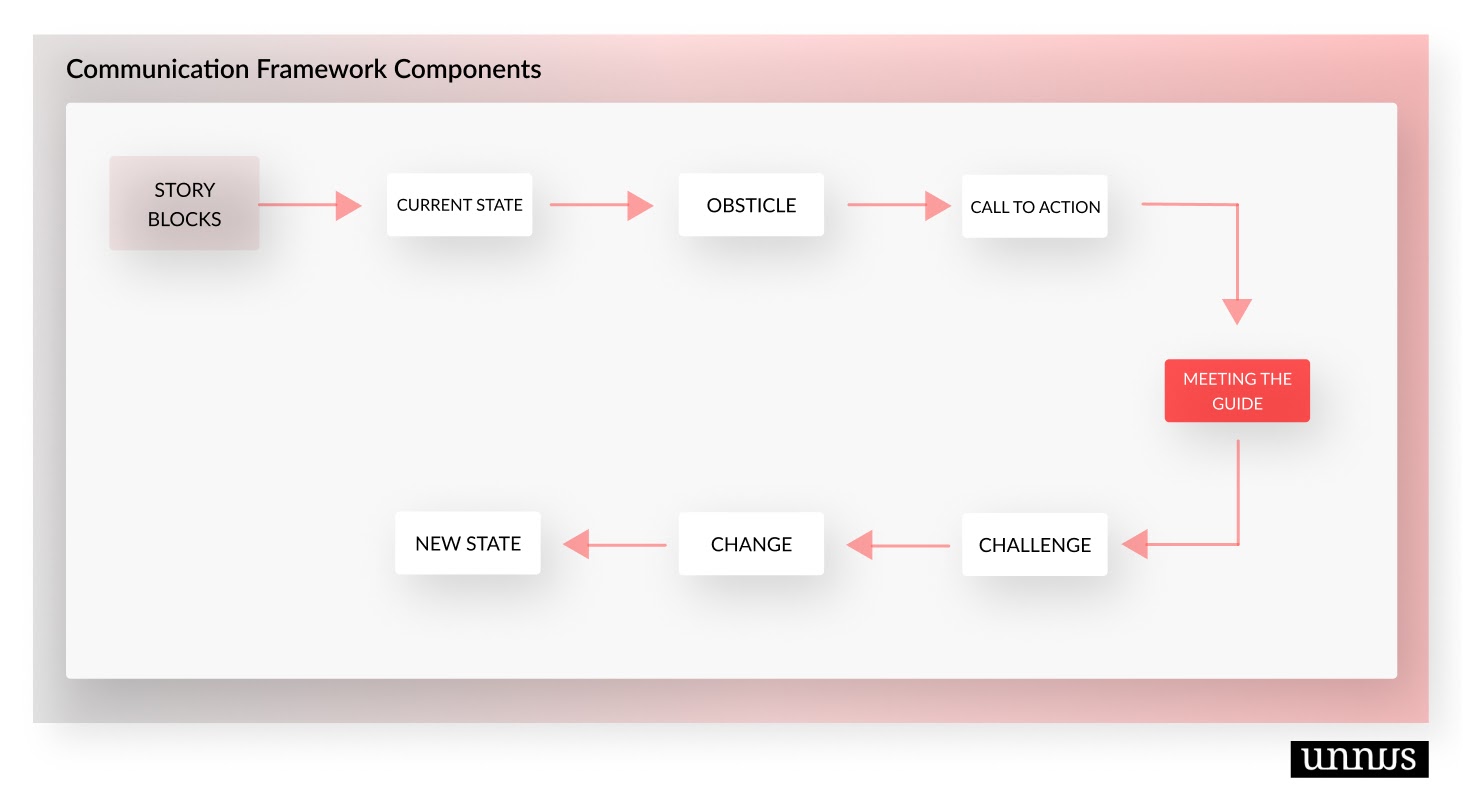 Communication Framework Components
STORY
BLOCKS
CURRENT STATE
OBSTICLE
CALL TO ACTION
MEETING THE
GUIDE
CHALLENGE
CHANGE
NEW STATE
unnus